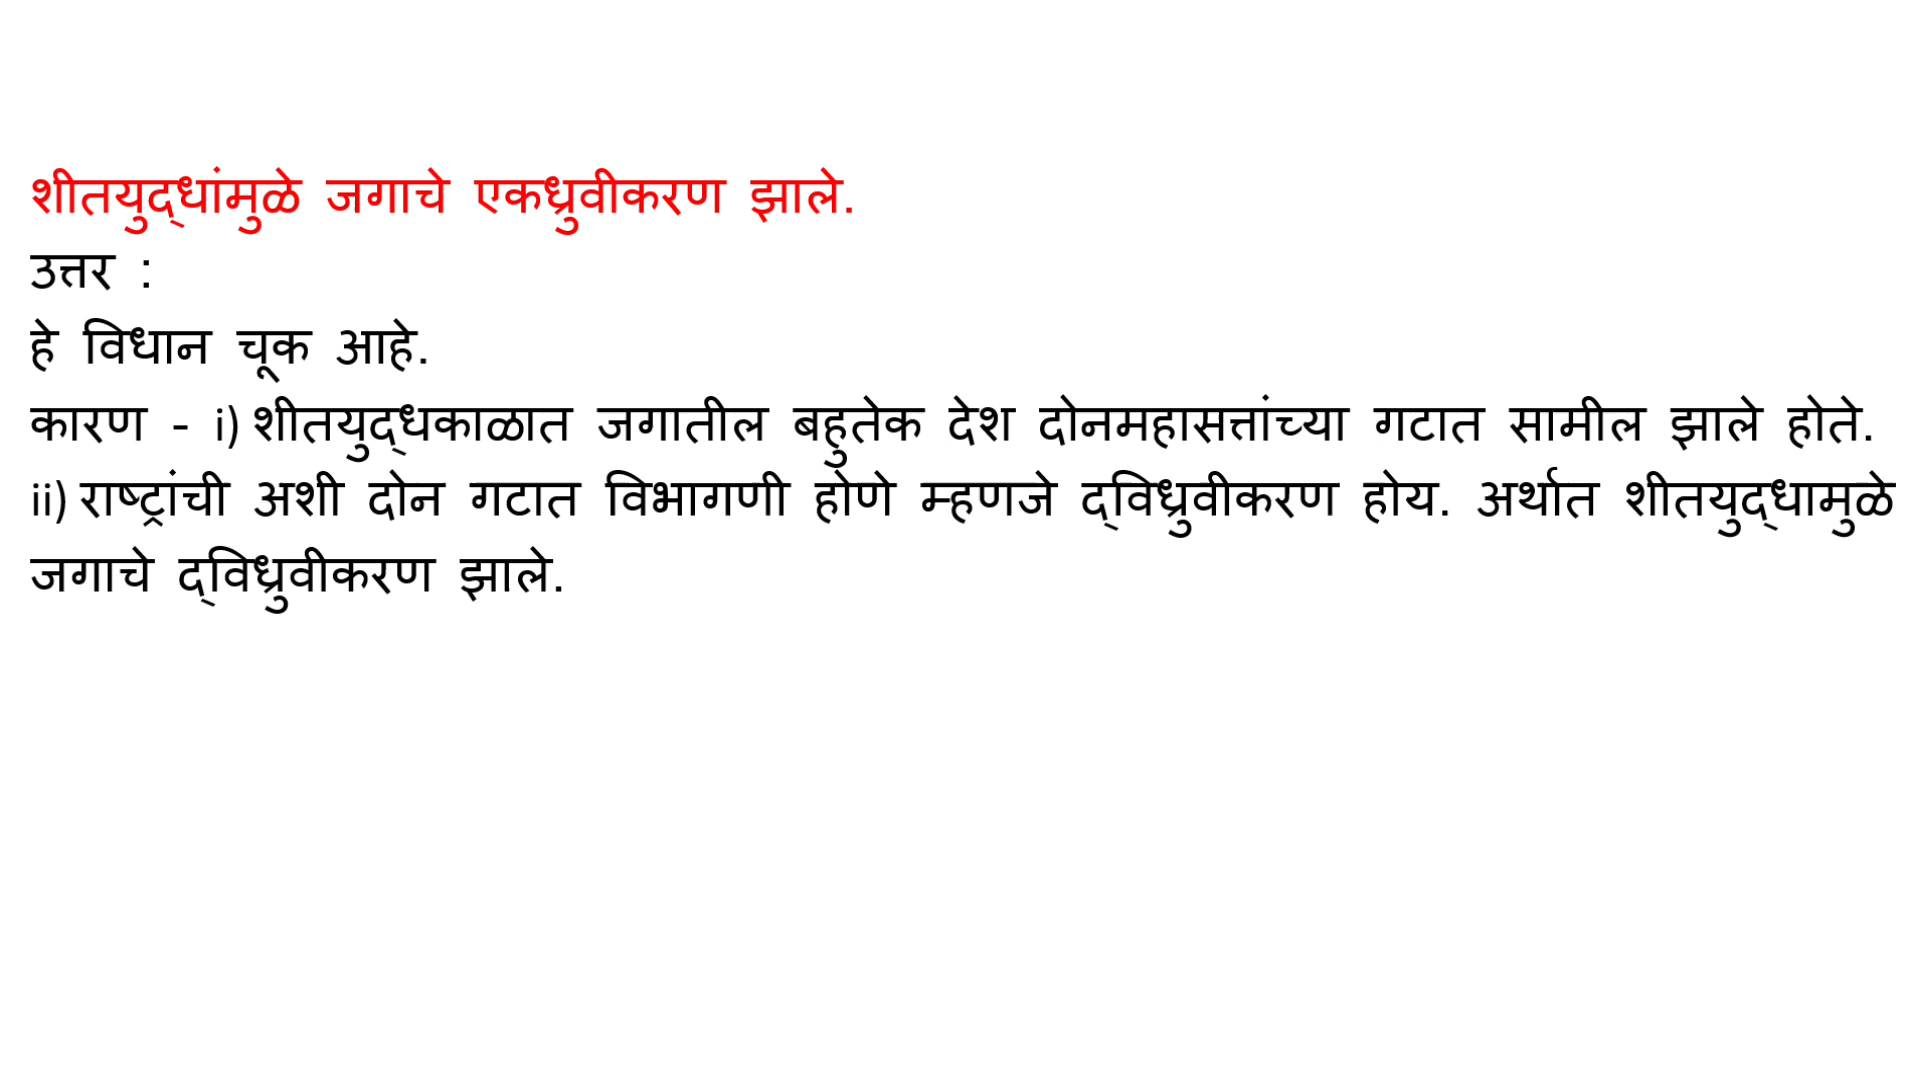 शीतयुद्धांमुळे जगाचे एकध्रुवीकरण झाले.
उत्तर :
हे विधान चूक आहे.
कारण - i) शीतयुद्धकाळात जगातील बहुतेक देश दोनमहासत्तांच्या गटात सामील झाले होते.
ii) राष्ट्रांची अशी दोन गटात विभागणी होणे म्हणजे द्विध्रुवीकरण होय. अर्थात शीतयुद्धामुळे
जगाचे द्विध्रुवीकरण झाले.